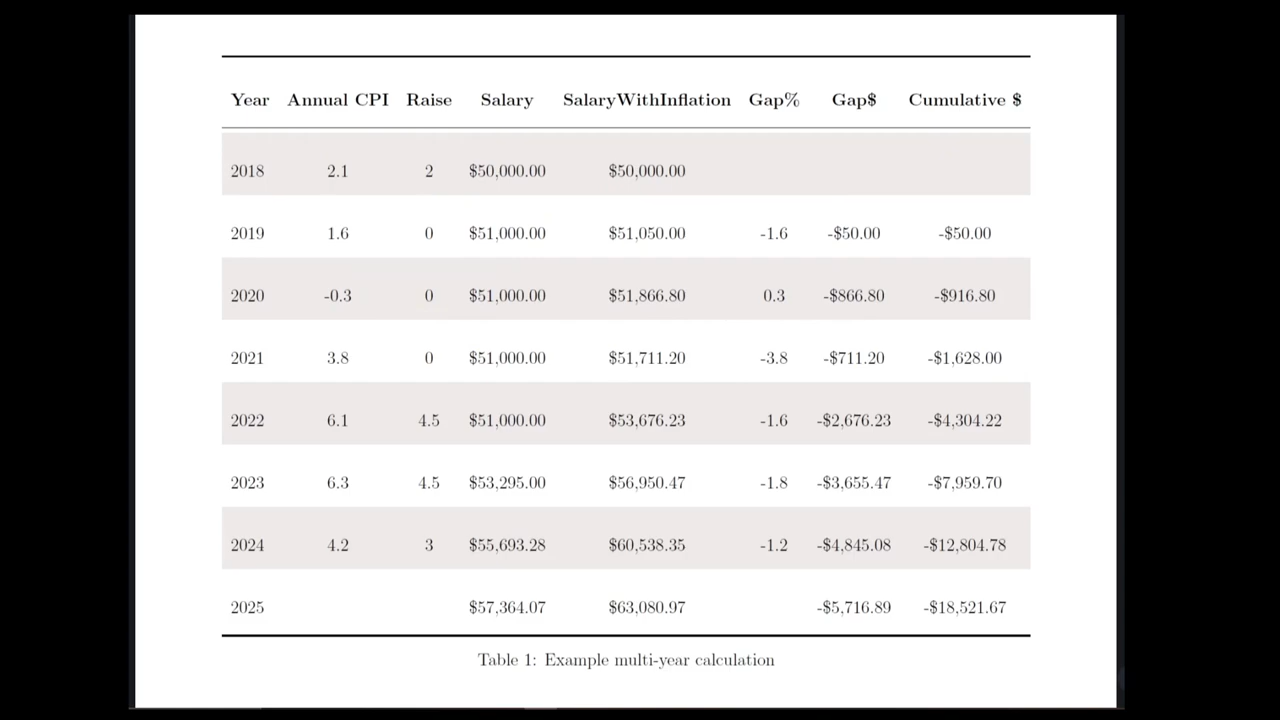 Year Annual CPI Raise Salary SalaryWithInflation Gap% Gap$ Cumulative $
2018 2.1 2 $50,000.00 $50,000.00
2019 1.6 0 $51,000.00 $51,050.00 -1.6 -$50.00 -$50.00
2020 -0.3 0 $51,000.00 $51,866.80 0.3 -$866.80 -$916.80
2021 3.8 0 $51,000.00 $51,711.20 -3.8 -$711.20 -$1,628.00
2022 6.1 4.5 $51,000.00 $53,676.23 -1.6 -$2,676.23 -$4,304.22
2023 6.3 4.5 $53,295.00 $56,950.47 -1.8 -$3,655.47 -$7,959.70
2024 4.2 3 $55,693.28 $60,538.35 -1.2 -$4,845.08 -$12,804.78
2025 $57,364.07 $63,080.97 -$5,716.89 -$18,521.67
Table 1: Example multi-year calculation